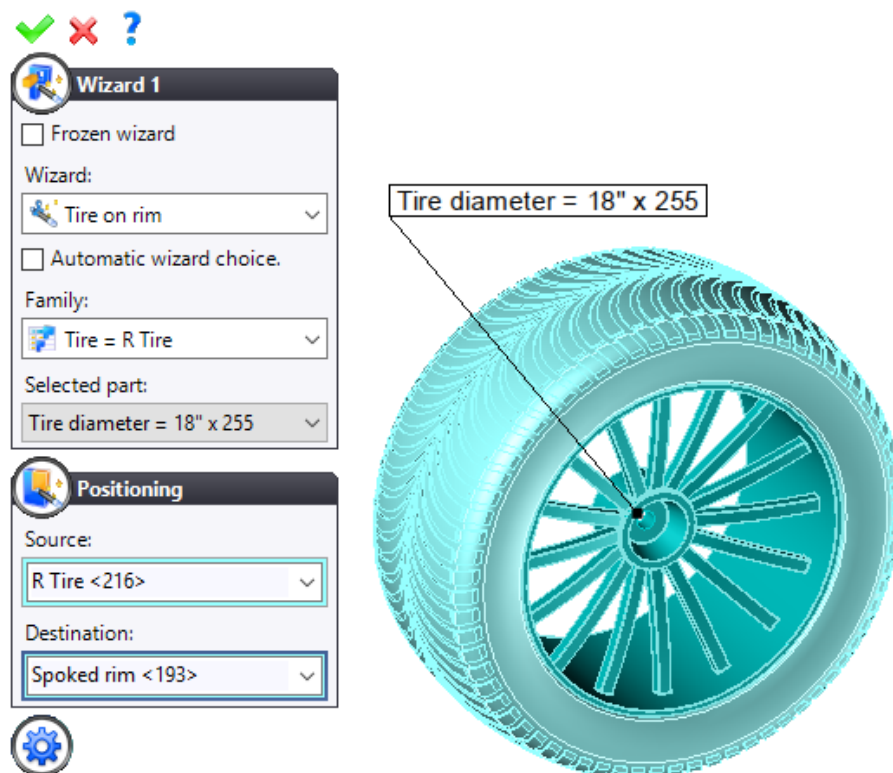 ?
Wizard 1
Frozen wizard
Wizard:
Tire on rim
Automatic wizard choice.
Family:
Tire = R Tire
Selected part:
Tire diameter = 18" x 255
Positioning
Source:
R Tire <216>
Destination:
Spoked rim <193>
Tire diameter = 18" x 255